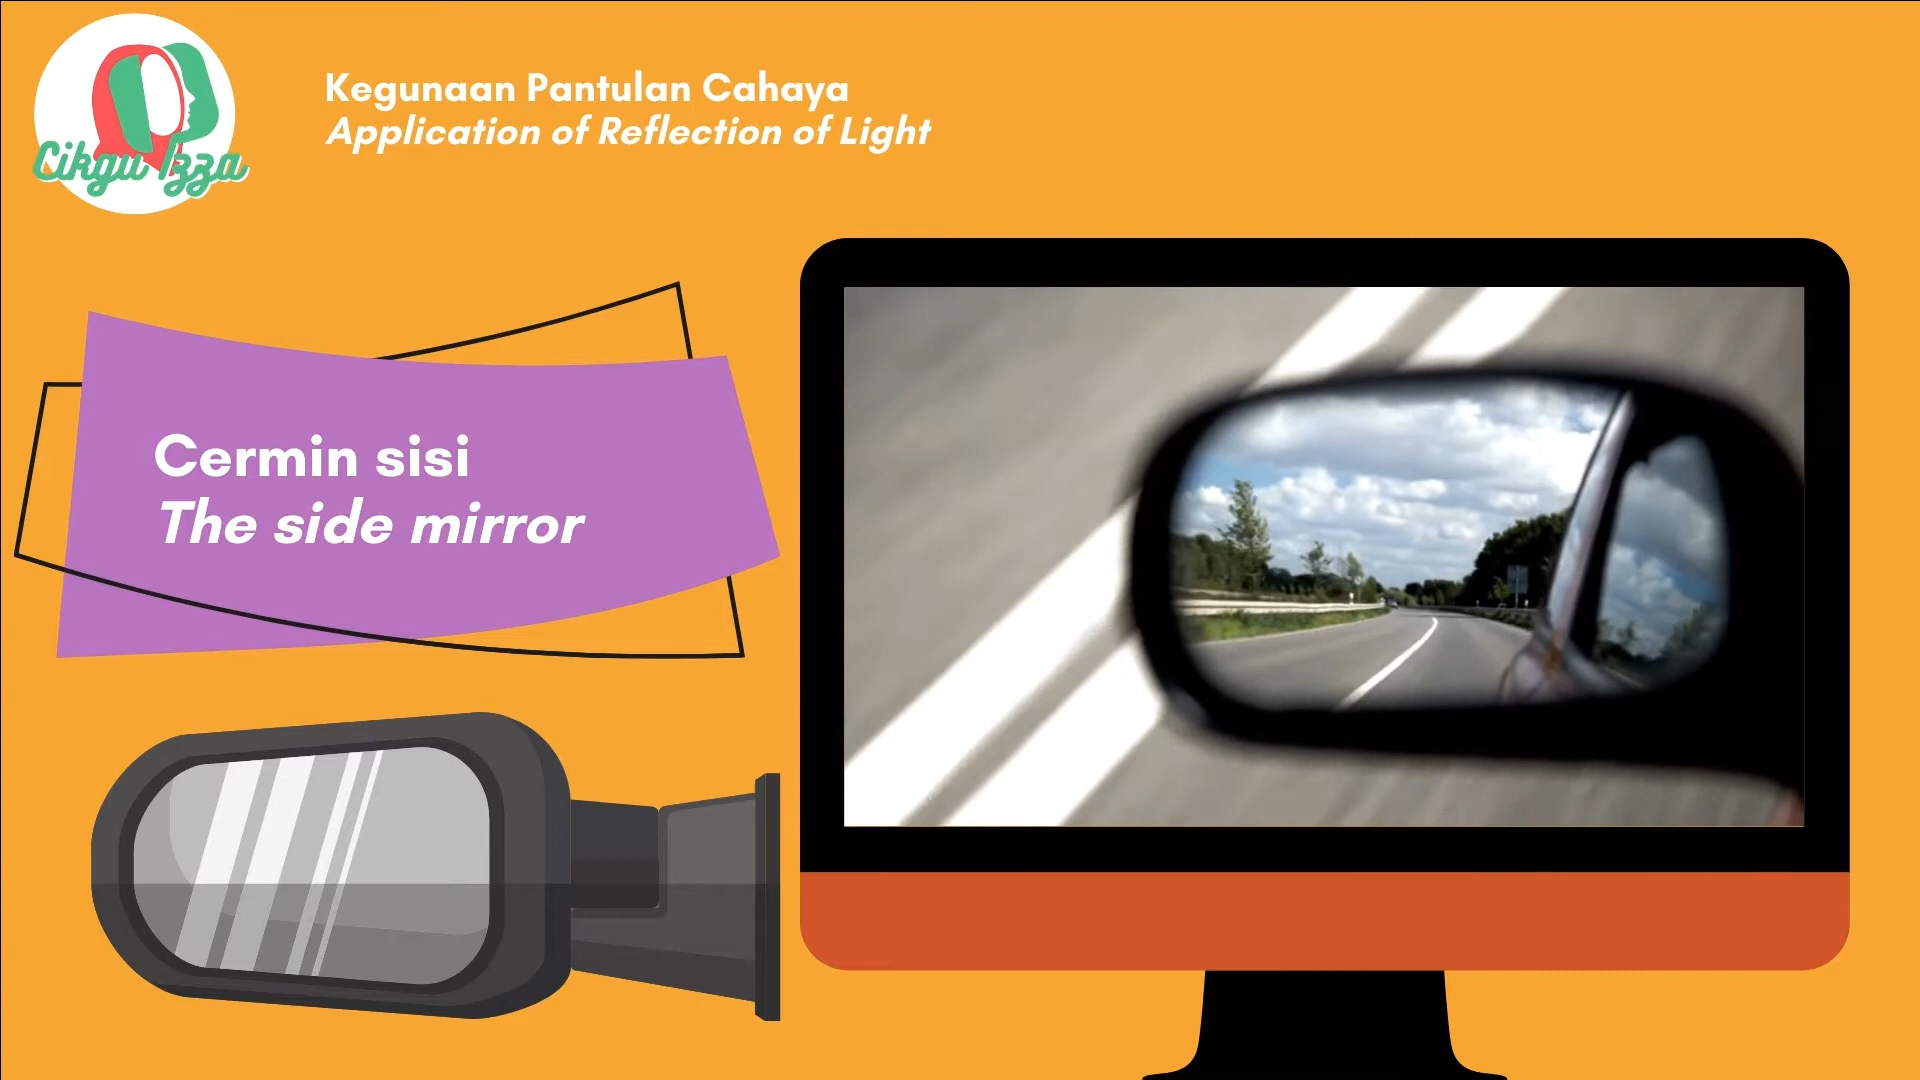 Cikgu Izza
Kegunaan Pantulan Cahaya
Application of Reflection of Light
Cermin sisi
The side mirror